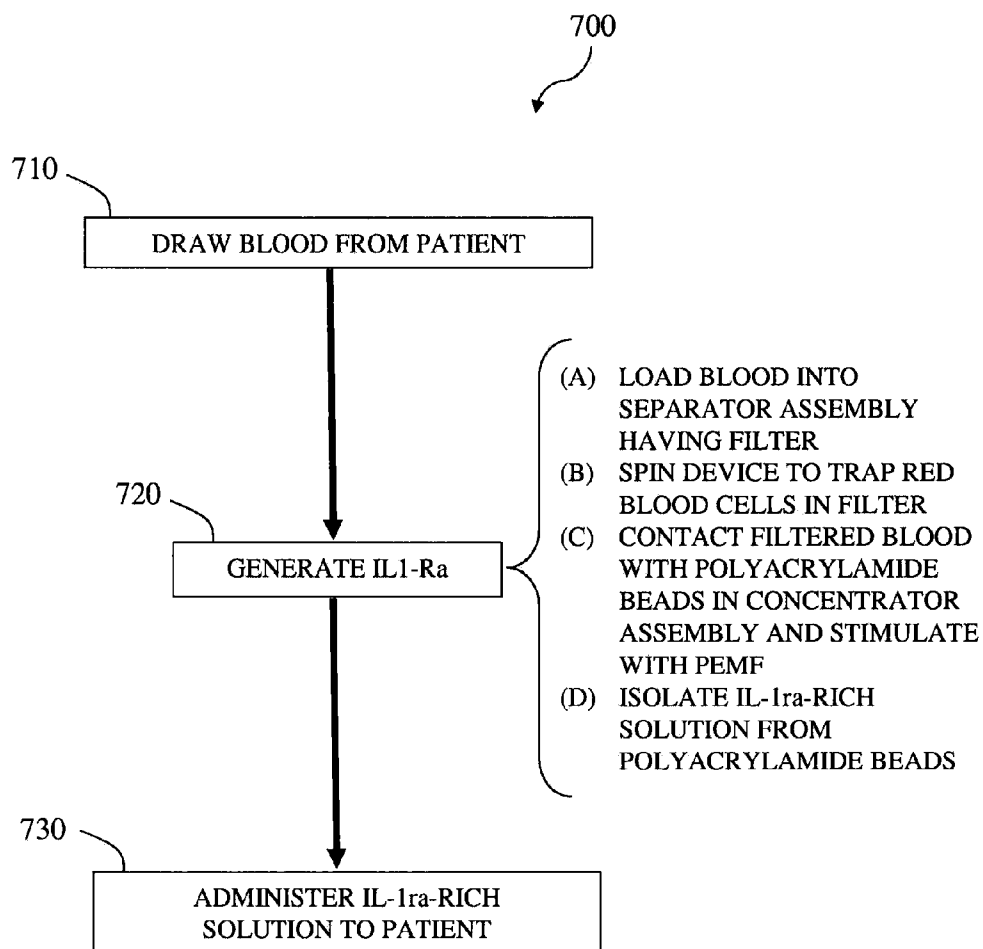 700
710
DRAW BLOOD FROM PATIENT
720
GENERATE IL1-Ra
(A) LOAD BLOOD INTO
SEPARATOR ASSEMBLY
HAVING FILTER
(B) SPIN DEVICE TO TRAP RED
BLOOD CELLS IN FILTER
(C) CONTACT FILTERED BLOOD
WITH POLYACRYLAMIDE
BEADS IN CONCENTRATOR
ASSEMBLY AND STIMULATE
WITH PEMF
(D) ISOLATE IL-1ra-RICH
SOLUTION FROM
POLYACRYLAMIDE BEADS
730
ADMINISTER IL-1ra-RICH
SOLUTION TO PATIENT